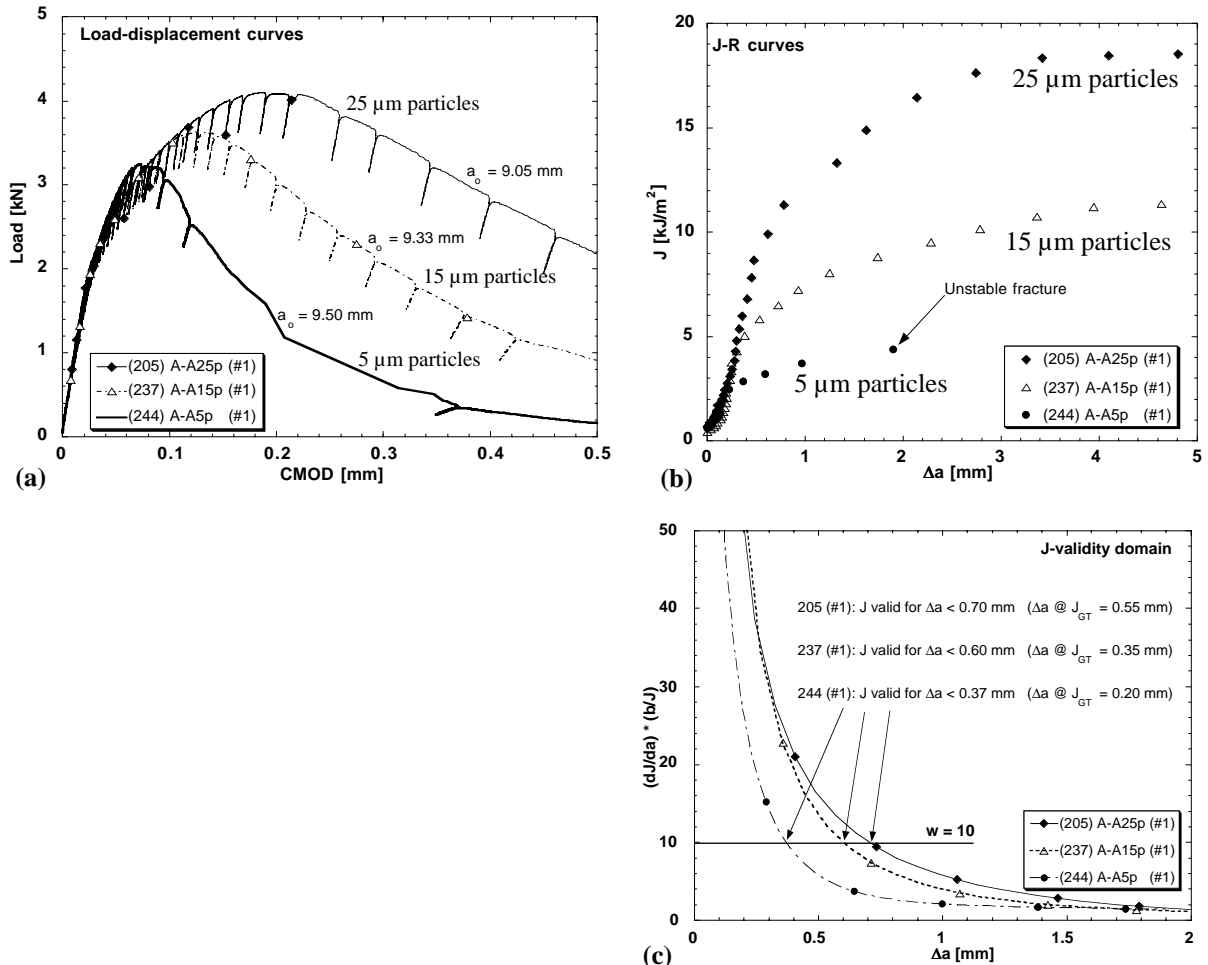 Load-displacement curves
5
4
3
2
1
0
Load [kN]
25 µm particles
a_o = 9.05 mm
a_o = 9.33 mm
15 µm particles
a_o = 9.50 mm
5 µm particles
(205) A-A25p (#1)
(237) A-A15p (#1)
(244) A-A5p (#1)
0 0.1 0.2 0.3 0.4 0.5
CMOD [mm]
(a)
J-R curves
20
15
10
5
0
J [kJ/m²]
25 µm particles
15 µm particles
Unstable fracture
5 µm particles
(205) A-A25p (#1)
(237) A-A15p (#1)
(244) A-A5p (#1)
0 1 2 3 4 5
Δa [mm]
(b)
J-validity domain
50
40
30
20
10
0
(dJ/da) * (b/J)
205 (#1): J valid for Δa < 0.70 mm (Δa @ J_GT = 0.55 mm)
237 (#1): J valid for Δa < 0.60 mm (Δa @ J_GT = 0.35 mm)
244 (#1): J valid for Δa < 0.37 mm (Δa @ J_GT = 0.20 mm)
w = 10
(205) A-A25p (#1)
(237) A-A15p (#1)
(244) A-A5p (#1)
0 0.5 1 1.5 2
Δa [mm]
(c)